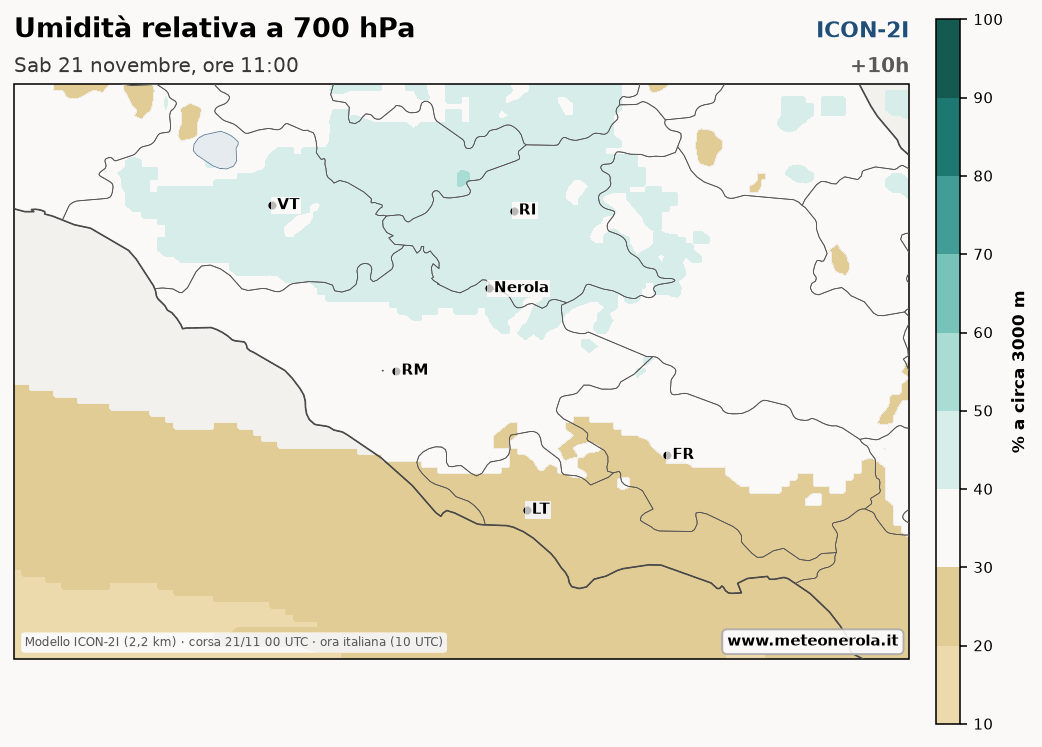 Umidità relativa a 700 hPa
ICON-2I
Sab 21 novembre, ore 11:00
+10h
100
90
80
70
60
50
40
30
20
10
% a circa 3000 m
VT
RI
Nerola
RM
FR
LT
Modello ICON-2I (2,2 km) · corsa 21/11 00 UTC · ora italiana (10 UTC)
www.meteonerola.it